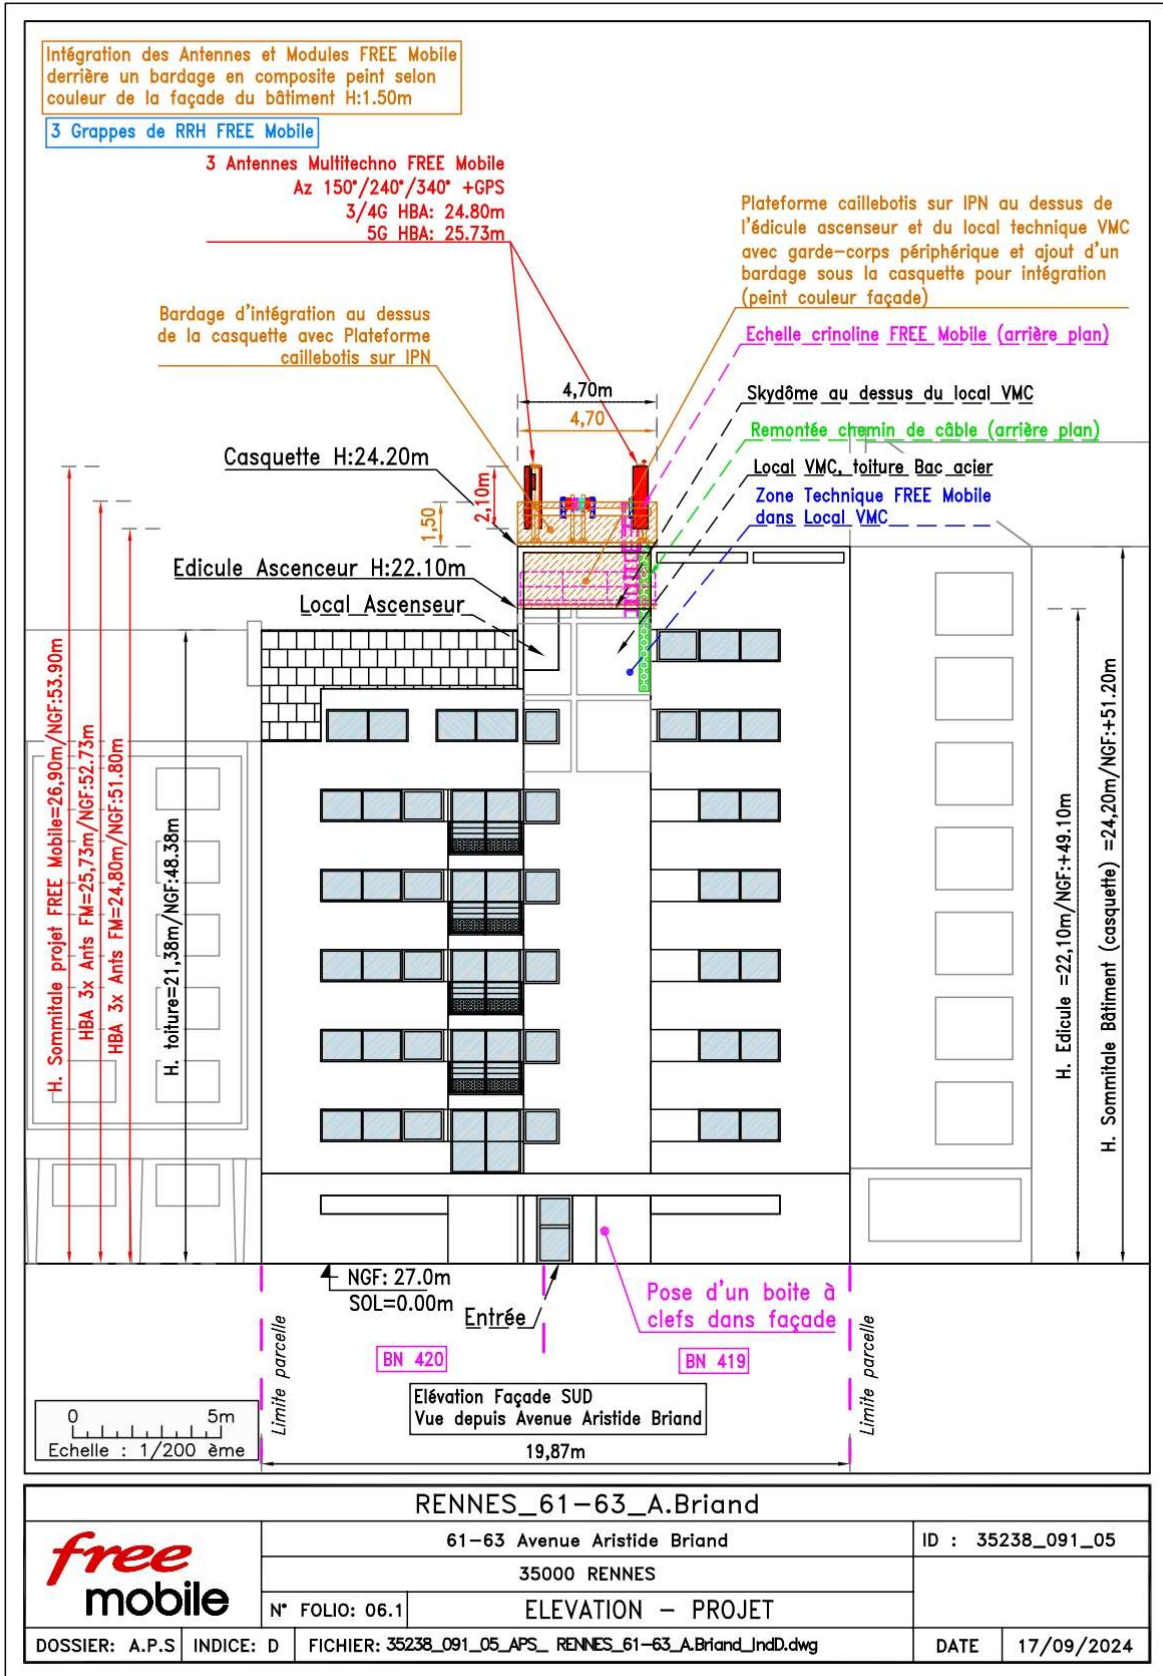 Intégration des Antennes et Modules FREE Mobile
derrière un bardage en composite peint selon
couleur de la façade du bâtiment H:1.50m
3 Grappes de RRH FREE Mobile
3 Antennes Multitechno FREE Mobile
Az 150°/240°/340° +GPS
3/4G HBA: 24.80m
5G HBA: 25.73m
Plateforme caillebotis sur IPN au dessus de
l'édicule ascenseur et du local technique VMC
avec garde-corps périphérique et ajout d'un
bardage sous la casquette pour intégration
(peint couleur façade)
Bardage d'intégration au dessus
de la casquette avec Plateforme
caillebotis sur IPN
Echelle crinoline FREE Mobile (arrière plan)
4,70m
4,70
Skydôme au dessus du local VMC
Remontée chemin de câble (arrière plan)
Casquette H:24.20m
Local VMC, toiture Bac acier
Zone Technique FREE Mobile
dans Local VMC
2,10m
1,50
Edicule Ascenceur H:22.10m
Local Ascenseur
H. Sommitale projet FREE Mobile=26,90m/NGF:53.90m
HBA 3x Ants FM=25,73m/NGF:52.73m
HBA 3x Ants FM=24,80m/NGF:51.80m
H. toiture=21,38m/NGF:48.38m
H. Edicule =22,10m/NGF:+49.10m
H. Sommitale Bâtiment (casquette) =24,20m/NGF:+51.20m
NGF: 27.0m
SOL=0.00m
Entrée
Pose d'un boite à
clefs dans façade
Limite parcelle
BN 420
BN 419
Limite parcelle
Elévation Façade SUD
Vue depuis Avenue Aristide Briand
0 5m
Echelle : 1/200 ème
19,87m
RENNES_61-63_A.Briand
free
mobile
61-63 Avenue Aristide Briand
ID : 35238_091_05
35000 RENNES
N° FOLIO: 06.1
ELEVATION - PROJET
DOSSIER: A.P.S
INDICE: D
FICHIER: 35238_091_05_APS_ RENNES_61-63_A.Briand_IndD.dwg
DATE
17/09/2024